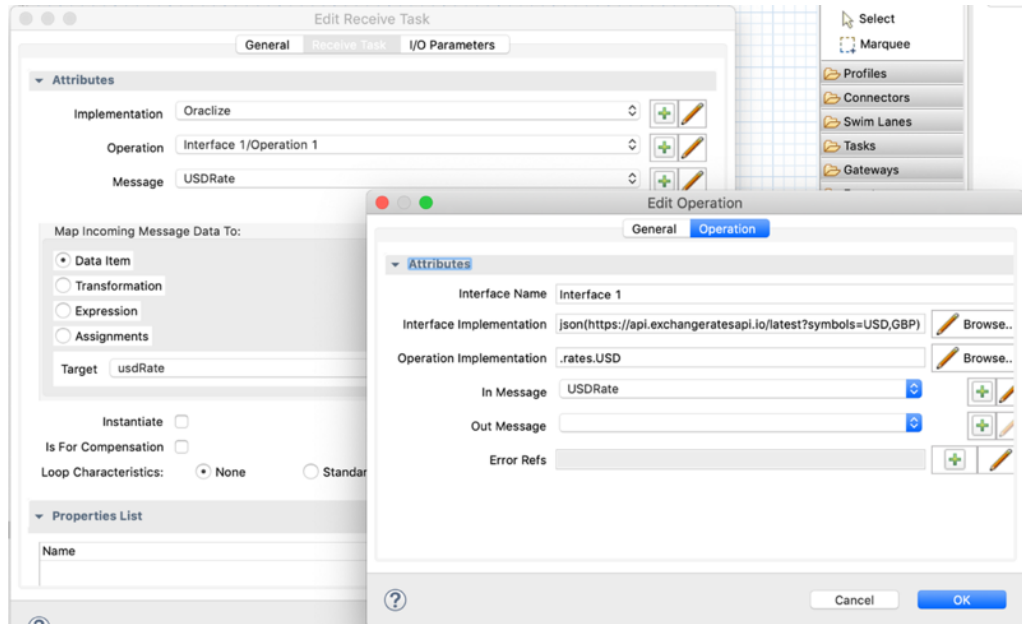 Edit Receive Task
General Receive Task I/O Parameters
Attributes
Implementation Oraclize
Operation Interface 1/Operation 1
Message USDRate
Map Incoming Message Data To:
Data Item
Transformation
Expression
Assignments
Target usdRate
Instantiate
Is For Compensation
Loop Characteristics: None Standar
Properties List
Name
?
Select
Marquee
Profiles
Connectors
Swim Lanes
Tasks
Gateways
Edit Operation
General Operation
Attributes
Interface Name Interface 1
Interface Implementation json(https://api.exchangeratesapi.io/latest?symbols=USD,GBP) Browse..
Operation Implementation .rates.USD Browse..
In Message USDRate
Out Message
Error Refs
? Cancel OK